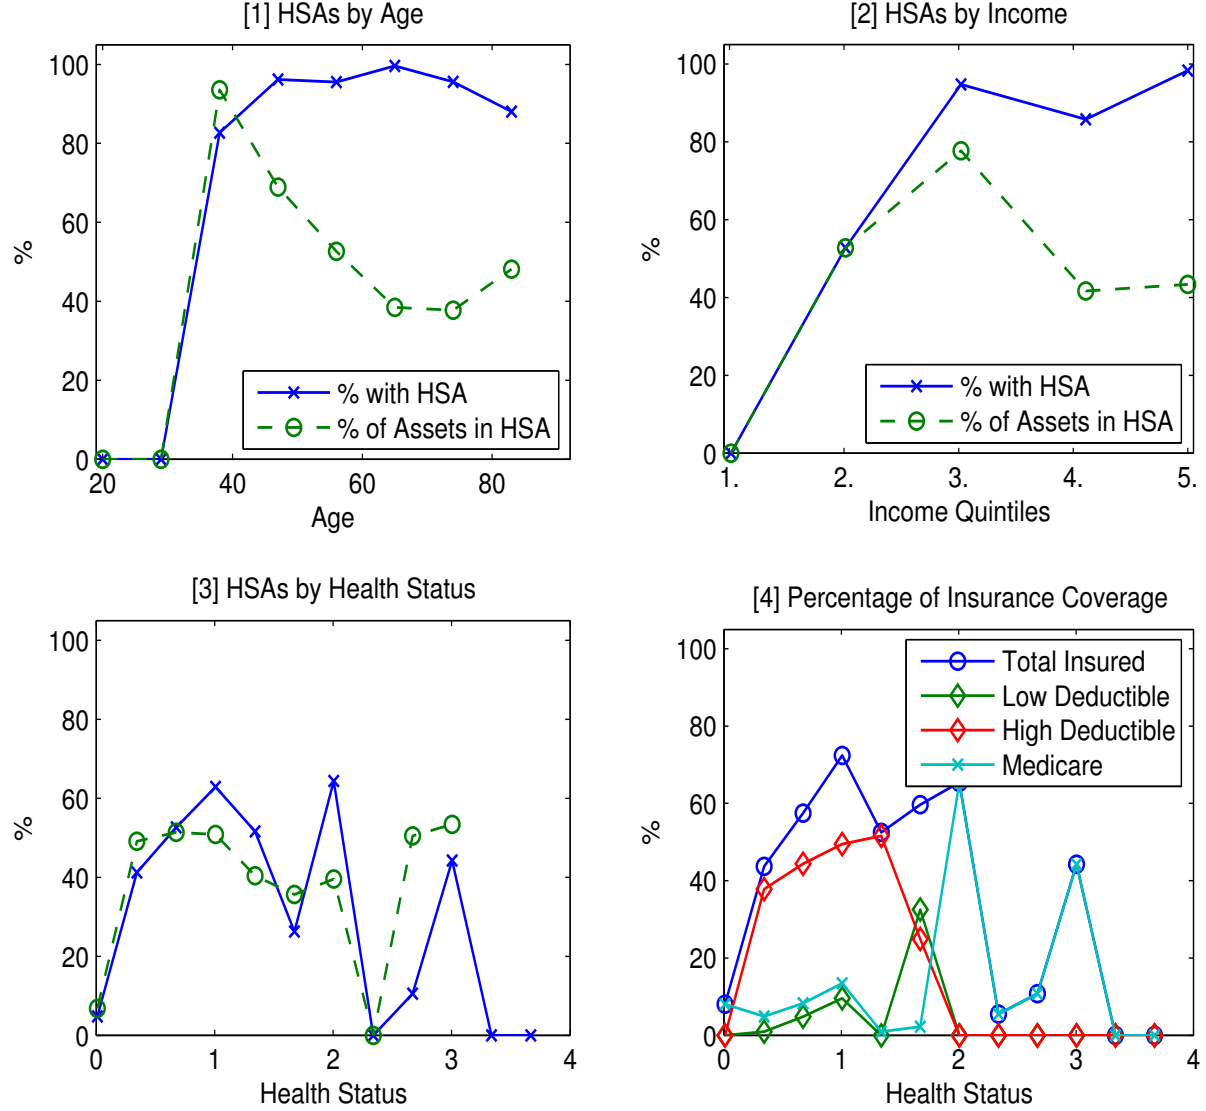 [1] HSAs by Age
100
80
60
40
20
0
%
20 40 60 80
Age
% with HSA
% of Assets in HSA
[2] HSAs by Income
100
80
60
40
20
0
%
1. 2. 3. 4. 5.
Income Quintiles
% with HSA
% of Assets in HSA
[3] HSAs by Health Status
100
80
60
40
20
0
%
0 1 2 3 4
Health Status
[4] Percentage of Insurance Coverage
100
80
60
40
20
0
%
0 1 2 3 4
Health Status
Total Insured
Low Deductible
High Deductible
Medicare